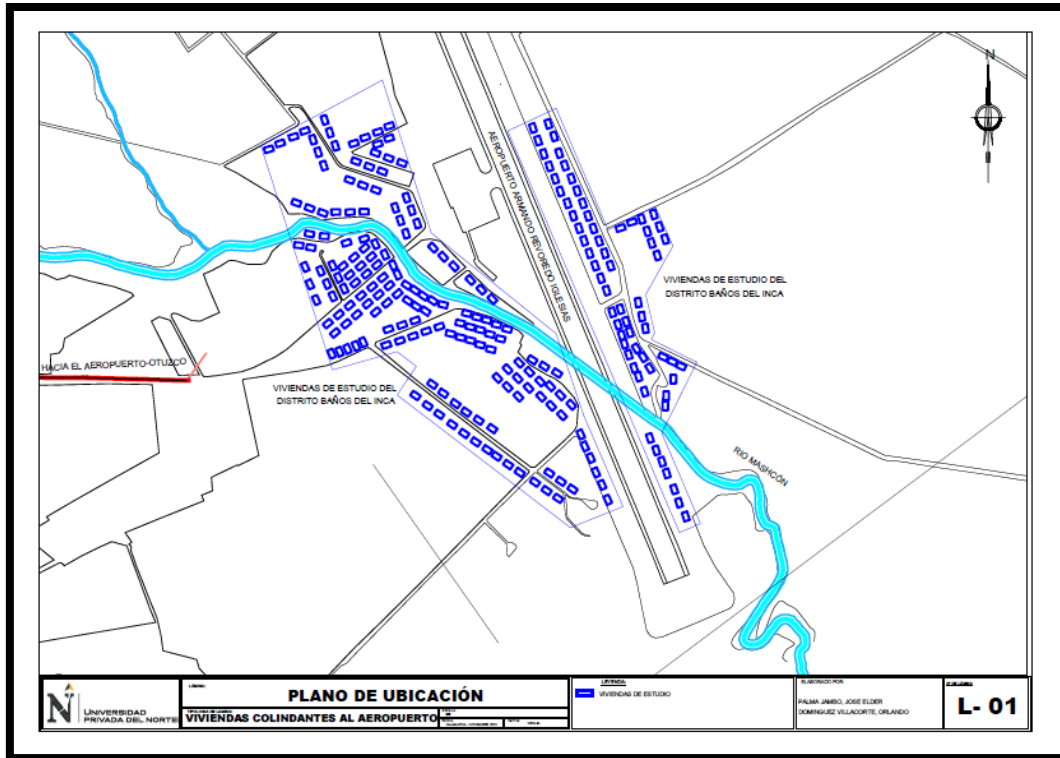 N
AEROPUERTO ARMANDO REVOREDO IGLESIAS
VIVIENDAS DE ESTUDIO DEL
DISTRITO BAÑOS DEL INCA
HACIA EL AEROPUERTO-OTUZCO
VIVIENDAS DE ESTUDIO DEL
DISTRITO BAÑOS DEL INCA
RIO MASHCÓN
N
UNIVERSIDAD
PRIVADA DEL NORTE
PLANO DE UBICACIÓN
VIVIENDAS COLINDANTES AL AEROPUERTO
LEYENDA:
VIVIENDAS DE ESTUDIO
ELABORADO POR:
PALMA JAMBO, JOSE ELDER
DOMINGUEZ VILLACORTE, ORLANDO
L- 01